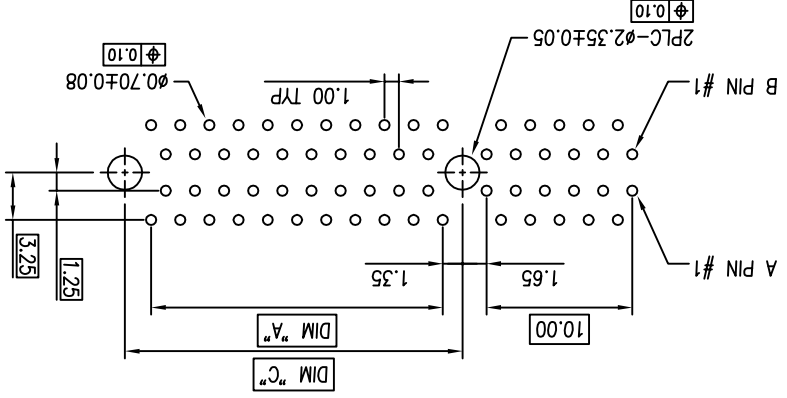 DIM "C"
DIM "A"
10.00
1.65
1.35
1.25
3.25
A PIN #1
B PIN #1
1.00 TYP
ø0.70±0.08
⌖ 0.10
2PLC-ø2.35±0.05
⌖ 0.10